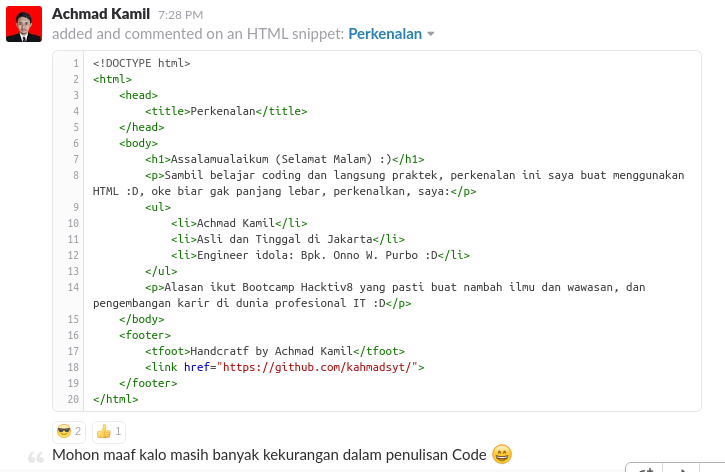 Achmad Kamil 7:28 PM
added and commented on an HTML snippet: Perkenalan
1 <!DOCTYPE html>
2 <html>
3 <head>
4 <title>Perkenalan</title>
5 </head>
6 <body>
7 <h1>Assalamualaikum (Selamat Malam) :)</h1>
8 <p>Sambil belajar coding dan langsung praktek, perkenalan ini saya buat menggunakan
HTML :D, oke biar gak panjang lebar, perkenalkan, saya:</p>
9 <ul>
10 <li>Achmad Kamil</li>
11 <li>Asli dan Tinggal di Jakarta</li>
12 <li>Engineer idola: Bpk. Onno W. Purbo :D</li>
13 </ul>
14 <p>Alasan ikut Bootcamp Hacktiv8 yang pasti buat nambah ilmu dan wawasan, dan
pengembangan karir di dunia profesional IT :D</p>
15 </body>
16 <footer>
17 <tfoot>Handcratf by Achmad Kamil</tfoot>
18 <link href="https://github.com/kahmadsyt/">
19 </footer>
20 </html>
😎 2 👍 1
Mohon maaf kalo masih banyak kekurangan dalam penulisan Code 😄